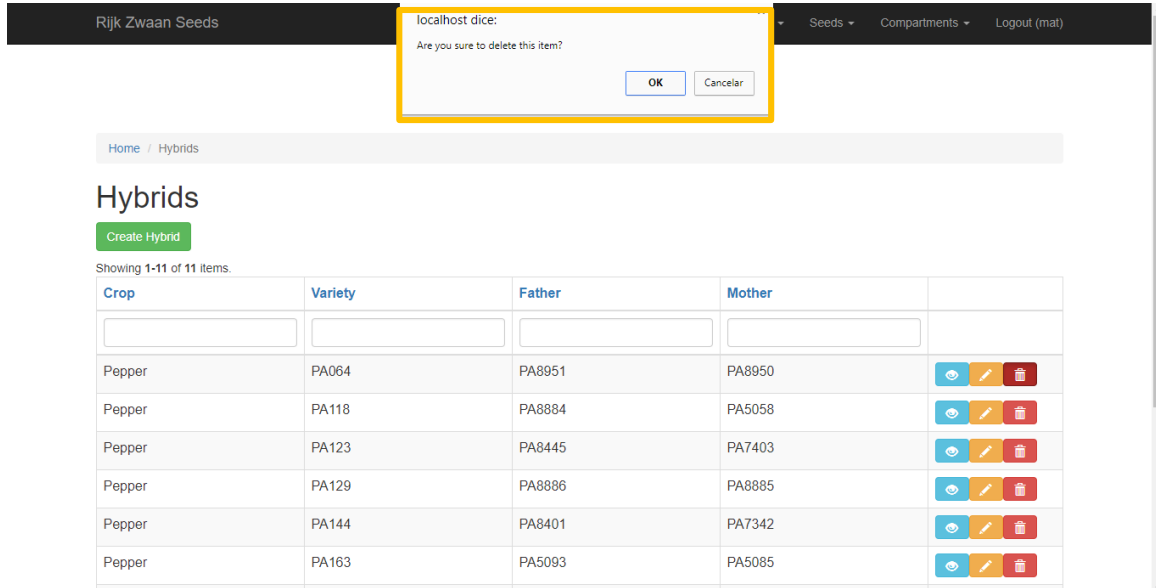 Rijk Zwaan Seeds
localhost dice:
Are you sure to delete this item?
OK Cancelar
Seeds Compartments Logout (mat)
Home / Hybrids
Hybrids
Create Hybrid
Showing 1-11 of 11 items.
Crop Variety Father Mother
Pepper PA064 PA8951 PA8950
Pepper PA118 PA8884 PA5058
Pepper PA123 PA8445 PA7403
Pepper PA129 PA8886 PA8885
Pepper PA144 PA8401 PA7342
Pepper PA163 PA5093 PA5085